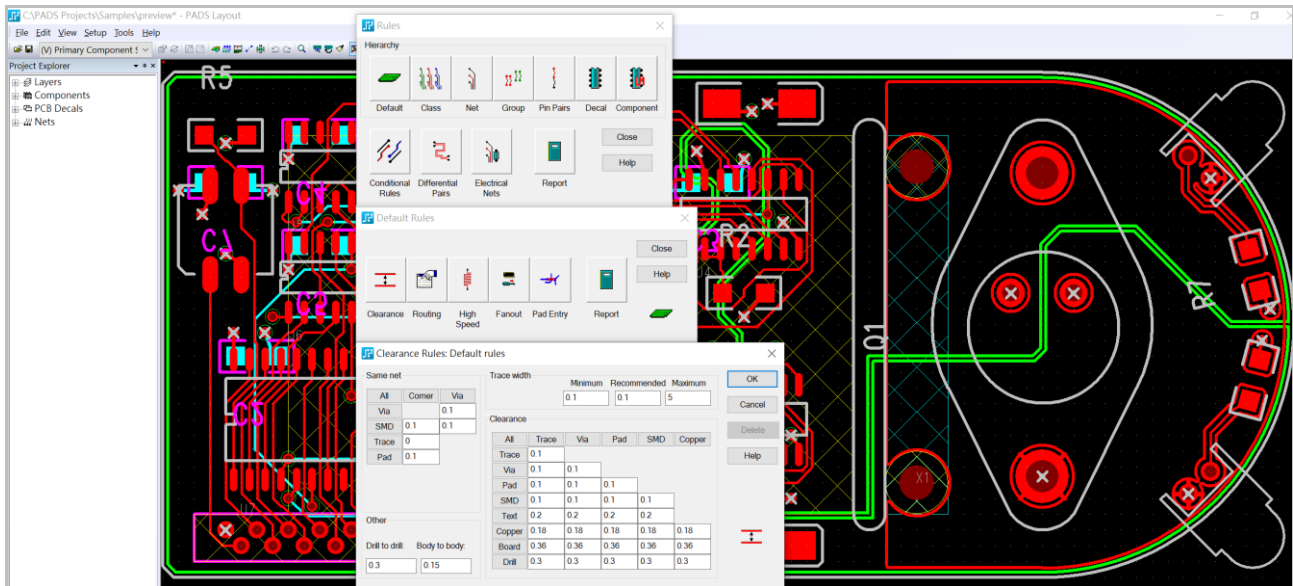 C:\PADS Projects\Samples\preview* - PADS Layout
File Edit View Setup Tools Help
(V) Primary Component S
Project Explorer
Layers
Components
PCB Decals
Nets
Rules
Hierarchy
Default Class Net Group Pin Pairs Decal Component
Conditional Rules
Differential Pairs
Electrical Nets
Report
Close
Help
Default Rules
Close
Help
Clearance Routing High Speed Fanout Pad Entry Report
Clearance Rules: Default rules
Same net
All Corner Via
Via 0.1
SMD 0.1 0.1
Trace 0
Pad 0.1
Other
Drill to drill: Body to body:
0.3 0.15
Trace width
Minimum Recommended Maximum
0.1 0.1 5
Clearance
All Trace Via Pad SMD Copper
Trace 0.1
Via 0.1 0.1
Pad 0.1 0.1 0.1
SMD 0.1 0.1 0.1 0.1
Text 0.2 0.2 0.2 0.2
Copper 0.18 0.18 0.18 0.18 0.18
Board 0.36 0.36 0.36 0.36 0.36
Drill 0.3 0.3 0.3 0.3 0.3
OK
Cancel
Delete
Help
R5
C1
C2
C3
R2
Q1
X1